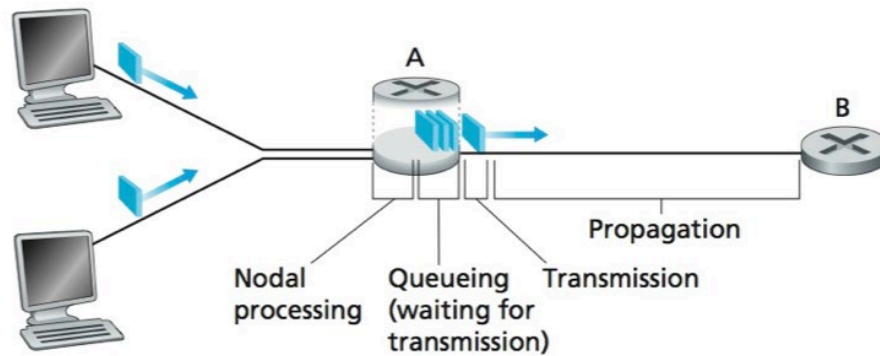 A
B
Propagation
Nodal
processing
Queueing
(waiting for
transmission)
Transmission